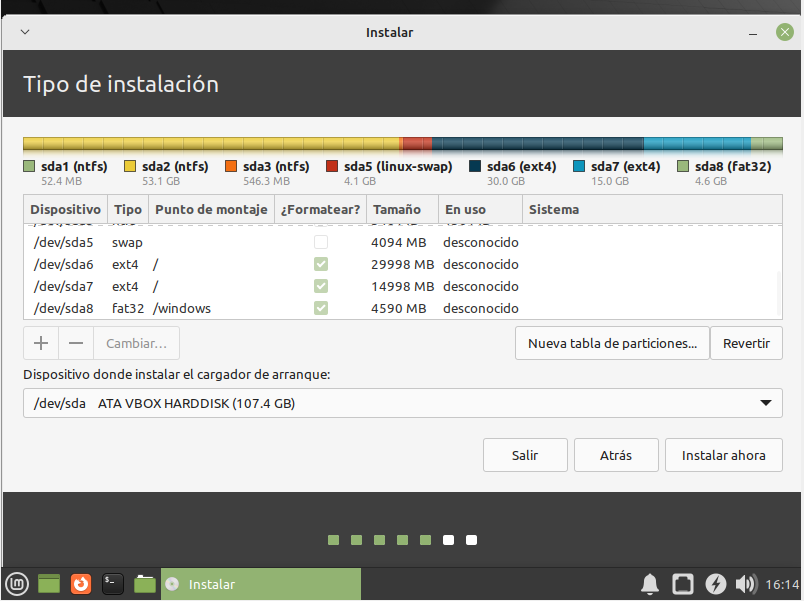 Instalar
Tipo de instalación
sda1 (ntfs) sda2 (ntfs) sda3 (ntfs) sda5 (linux-swap) sda6 (ext4) sda7 (ext4) sda8 (fat32)
52.4 MB 53.1 GB 546.3 MB 4.1 GB 30.0 GB 15.0 GB 4.6 GB
Dispositivo Tipo Punto de montaje ¿Formatear? Tamaño En uso Sistema
/dev/sda5 swap 4094 MB desconocido
/dev/sda6 ext4 / 29998 MB desconocido
/dev/sda7 ext4 / 14998 MB desconocido
/dev/sda8 fat32 /windows 4590 MB desconocido
+ − Cambiar... Nueva tabla de particiones... Revertir
Dispositivo donde instalar el cargador de arranque:
/dev/sda ATA VBOX HARDDISK (107.4 GB)
Salir Atrás Instalar ahora
Instalar 16:14